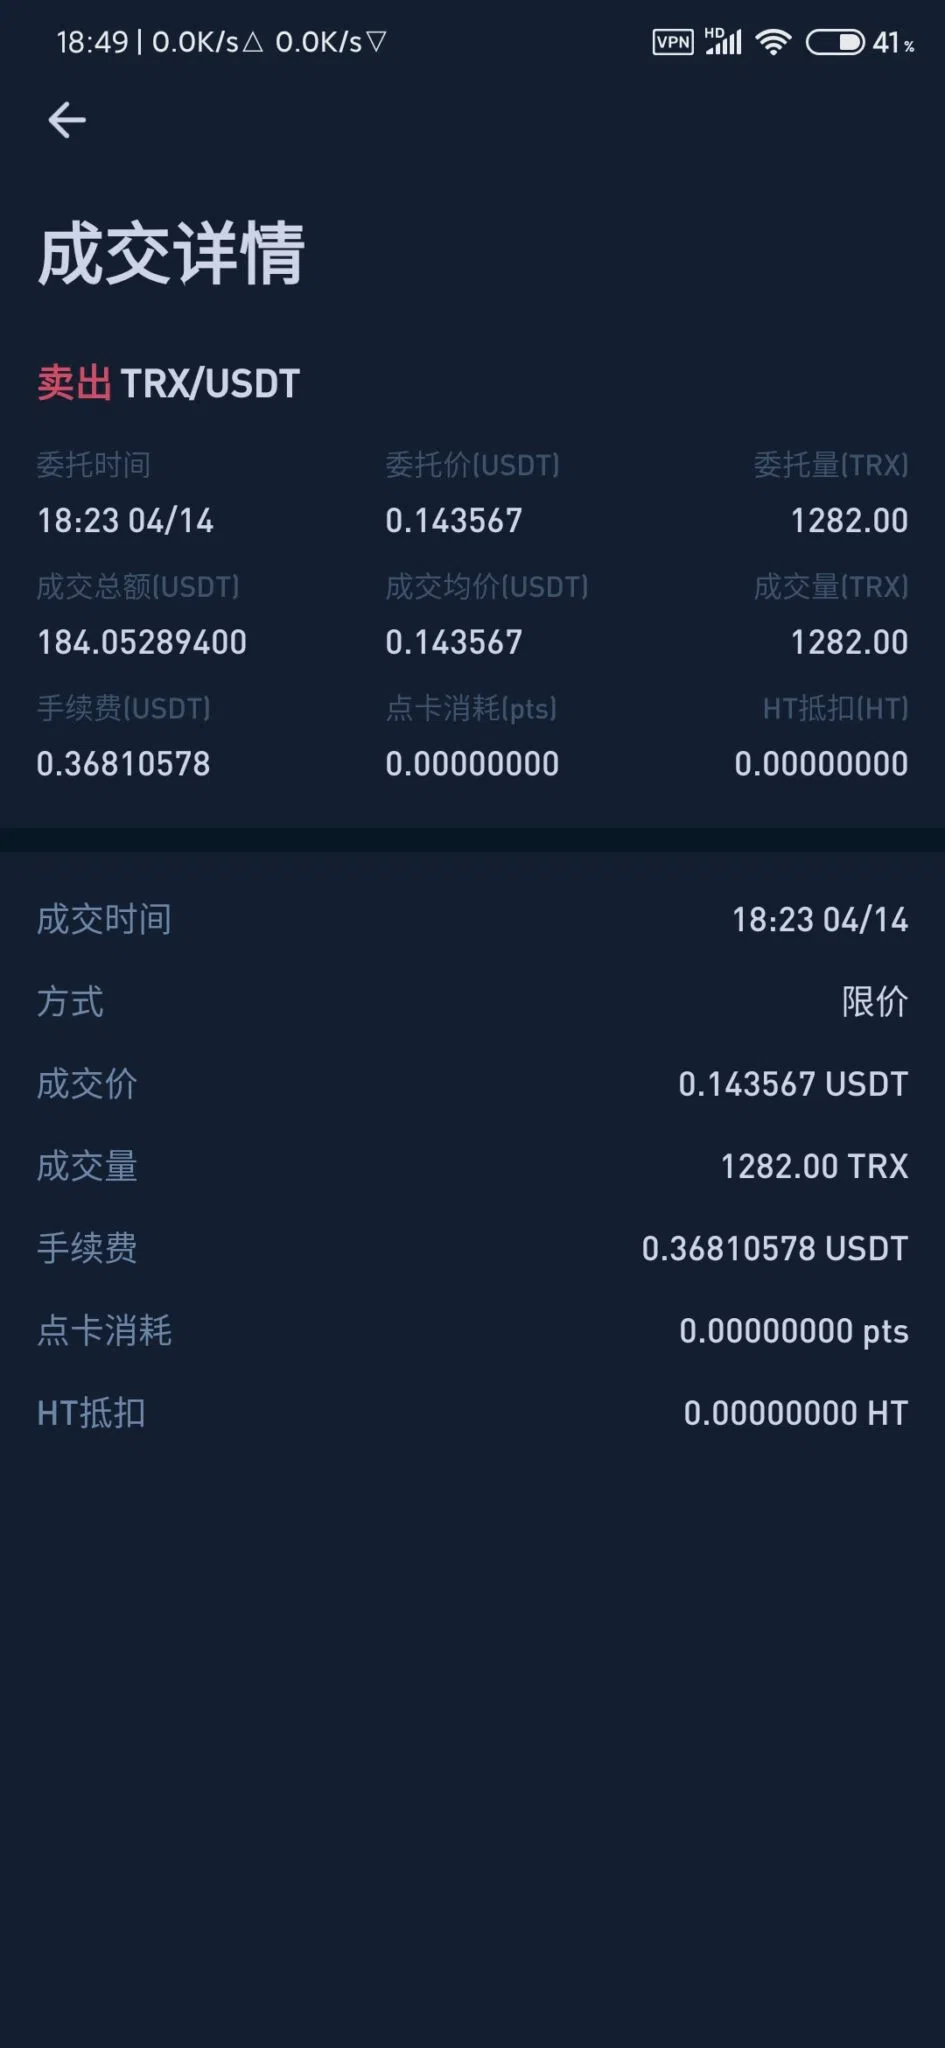 18:49 | 0.0K/s△ 0.0K/s▽ VPN HD 41%
成交详情
卖出 TRX/USDT
委托时间 委托价(USDT) 委托量(TRX)
18:23 04/14 0.143567 1282.00
成交总额(USDT) 成交均价(USDT) 成交量(TRX)
184.05289400 0.143567 1282.00
手续费(USDT) 点卡消耗(pts) HT抵扣(HT)
0.36810578 0.00000000 0.00000000
成交时间 18:23 04/14
方式 限价
成交价 0.143567 USDT
成交量 1282.00 TRX
手续费 0.36810578 USDT
点卡消耗 0.00000000 pts
HT抵扣 0.00000000 HT